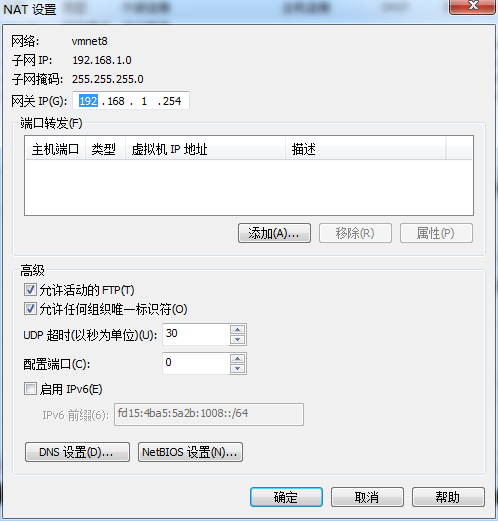 NAT 设置
网络: vmnet8
子网 IP: 192.168.1.0
子网掩码: 255.255.255.0
网关 IP(G): 192 .168 . 1 .254
端口转发(F)
主机端口 类型 虚拟机 IP 地址 描述
添加(A)... 移除(R) 属性(P)
高级
允许活动的 FTP(T)
允许任何组织唯一标识符(O)
UDP 超时(以秒为单位)(U): 30
配置端口(C): 0
启用 IPv6(E)
IPv6 前缀(6): fd15:4ba5:5a2b:1008::/64
DNS 设置(D)... NetBIOS 设置(N)...
确定 取消 帮助